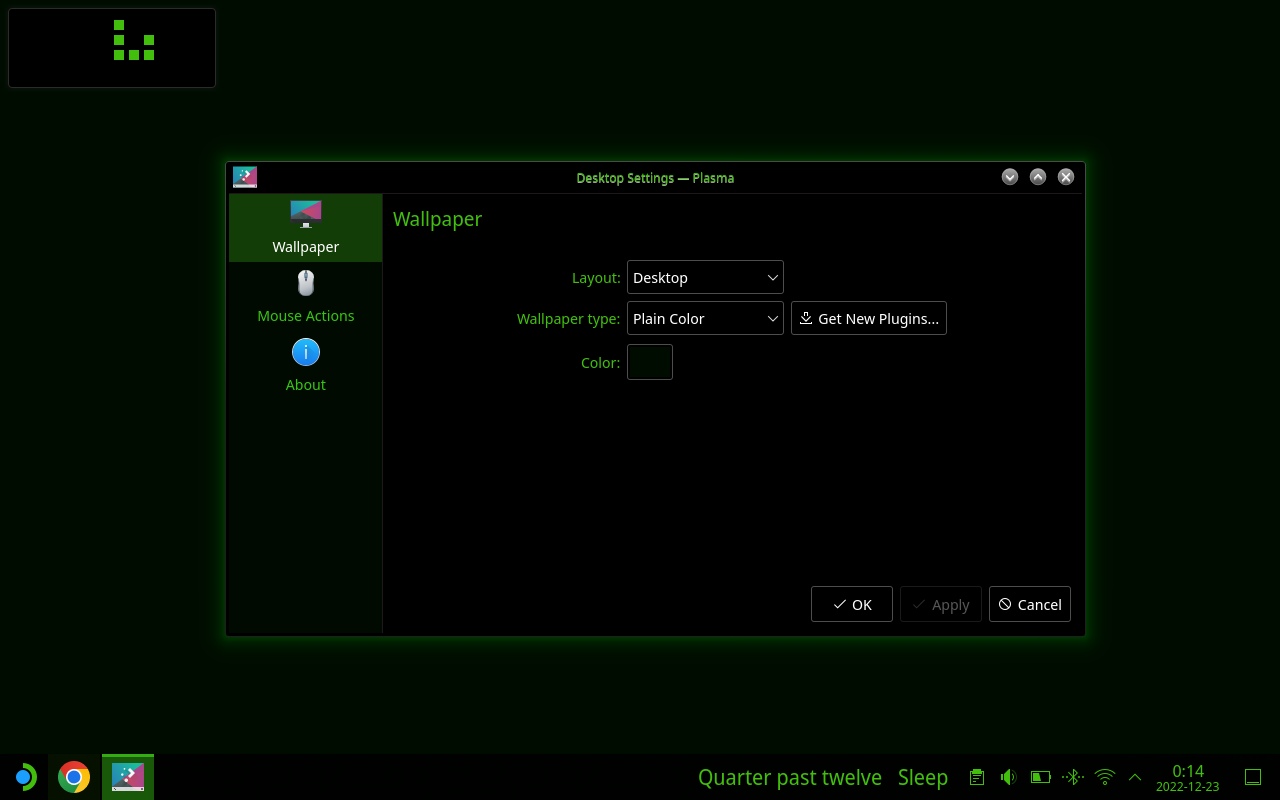 Desktop Settings — Plasma
Wallpaper
Mouse Actions
About
Wallpaper
Layout: Desktop
Wallpaper type: Plain Color Get New Plugins...
Color:
OK Apply Cancel
Quarter past twelve Sleep 0:14
2022-12-23